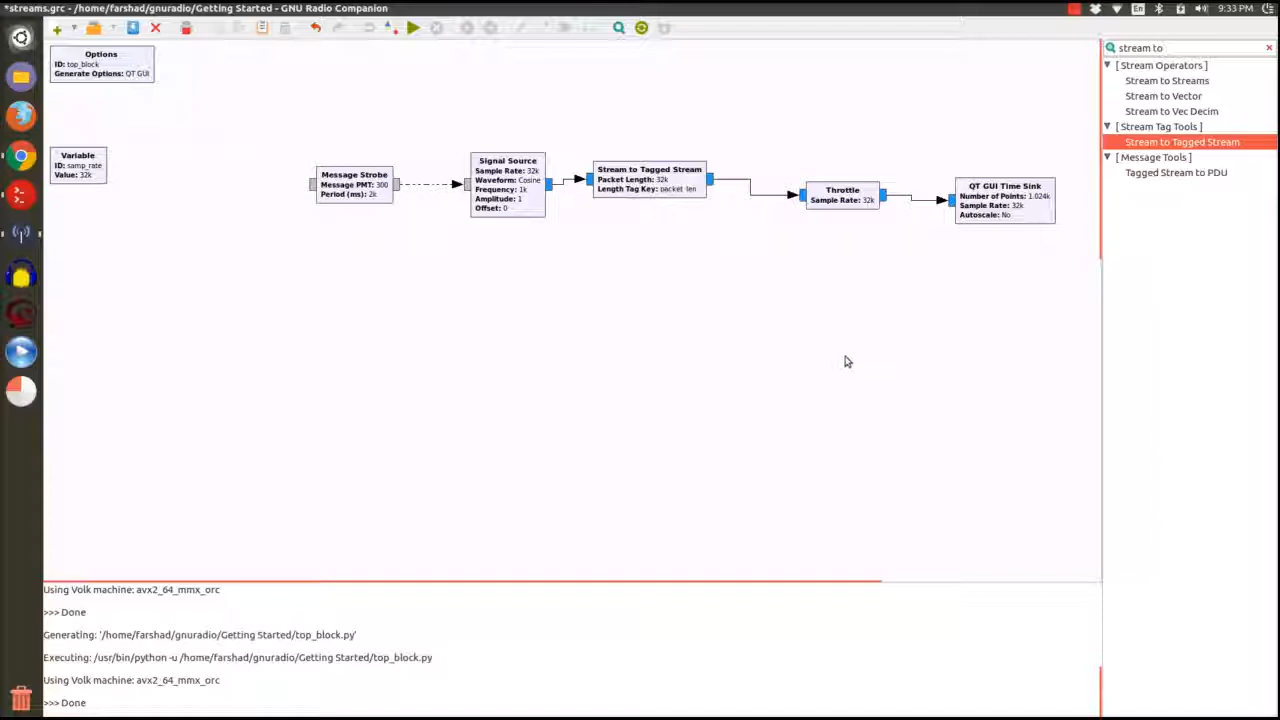 *streams.grc - /home/farshad/gnuradio/Getting Started - GNU Radio Companion
En
9:33 PM
stream to
[ Stream Operators ]
Stream to Streams
Stream to Vector
Stream to Vec Decim
[ Stream Tag Tools ]
Stream to Tagged Stream
[ Message Tools ]
Tagged Stream to PDU
Options
ID: top_block
Generate Options: QT GUI
Variable
ID: samp_rate
Value: 32k
Message Strobe
Message PMT: 300
Period (ms): 2k
Signal Source
Sample Rate: 32k
Waveform: Cosine
Frequency: 1k
Amplitude: 1
Offset: 0
Stream to Tagged Stream
Packet Length: 32k
Length Tag Key: packet_len
Throttle
Sample Rate: 32k
QT GUI Time Sink
Number of Points: 1.024k
Sample Rate: 32k
Autoscale: No
Using Volk machine: avx2_64_mmx_orc
>>> Done
Generating: '/home/farshad/gnuradio/Getting Started/top_block.py'
Executing: /usr/bin/python -u /home/farshad/gnuradio/Getting Started/top_block.py
Using Volk machine: avx2_64_mmx_orc
>>> Done